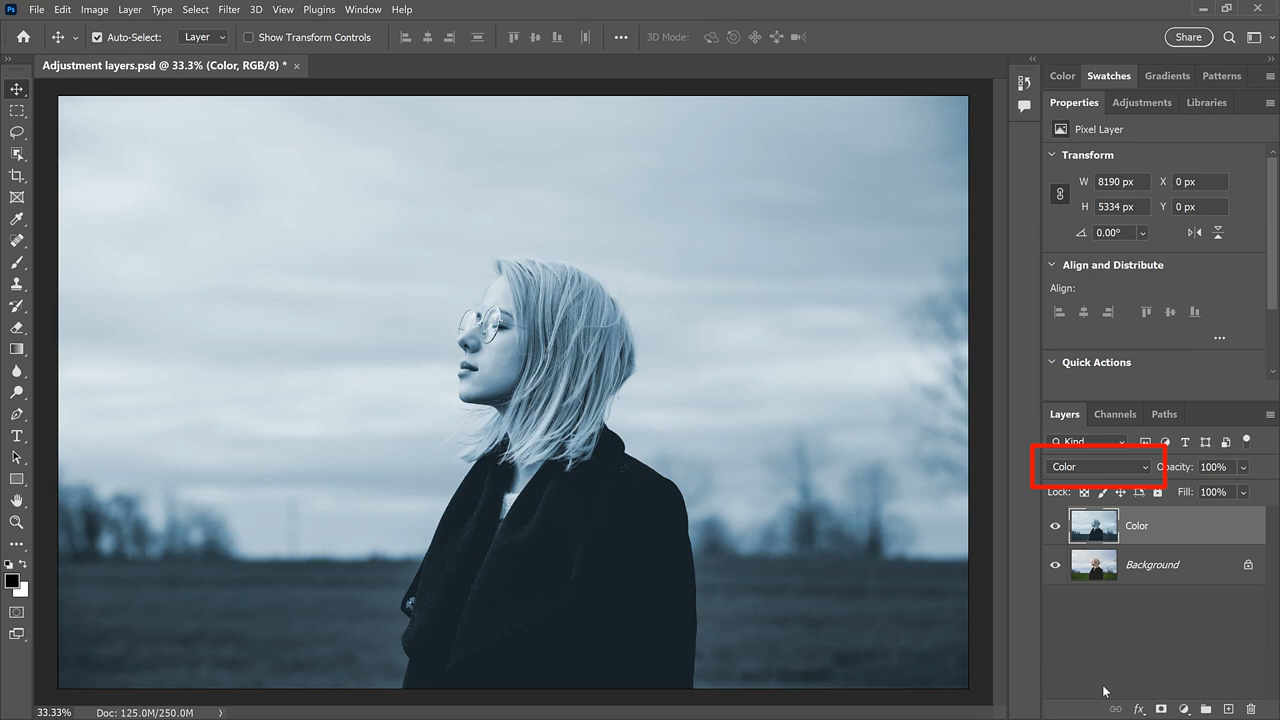 Ps File Edit Image Layer Type Select Filter 3D View Plugins Window Help
Auto-Select: Layer Show Transform Controls 3D Mode: Share
Adjustment layers.psd @ 33.3% (Color, RGB/8) * ×
Color Swatches Gradients Patterns
Properties Adjustments Libraries
Pixel Layer
Transform
W 8190 px X 0 px
H 5334 px Y 0 px
0.00°
Align and Distribute
Align:
Quick Actions
Layers Channels Paths
Kind
Color Opacity: 100%
Lock: Fill: 100%
Color
Background
33.33% Doc: 125.0M/250.0M
fx